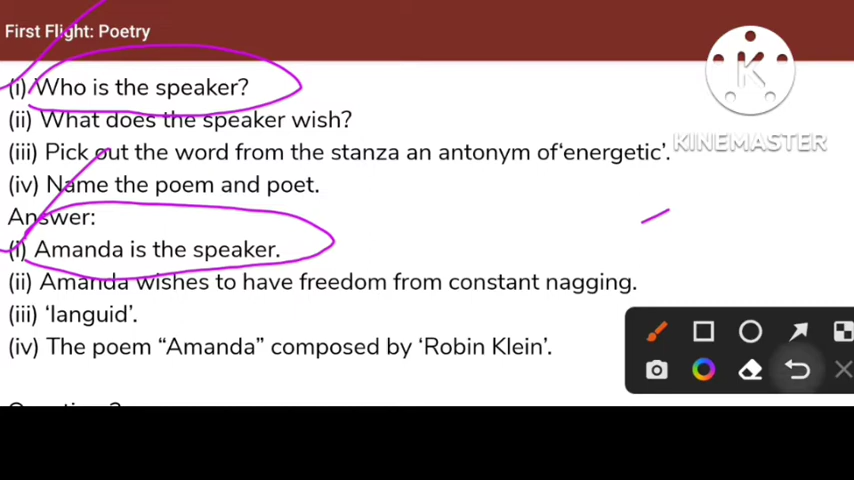 First Flight: Poetry
(i) Who is the speaker?
(ii) What does the speaker wish?
(iii) Pick out the word from the stanza an antonym of‘energetic’.
(iv) Name the poem and poet.
Answer:
(i) Amanda is the speaker.
(ii) Amanda wishes to have freedom from constant nagging.
(iii) ‘languid’.
(iv) The poem “Amanda” composed by ‘Robin Klein’.
K
KINEMASTER